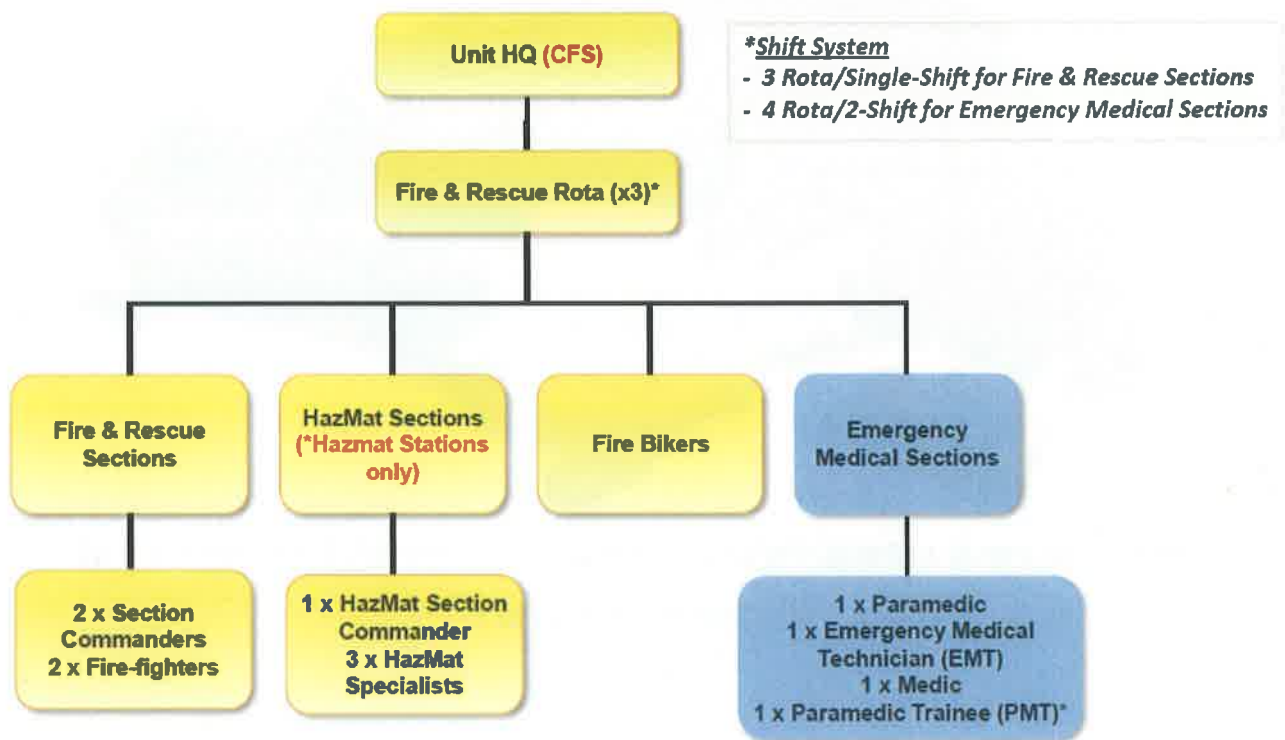 Unit HQ (CFS)
*Shift System
- 3 Rota/Single-Shift for Fire & Rescue Sections
- 4 Rota/2-Shift for Emergency Medical Sections
Fire & Rescue Rota (x3)*
Fire & Rescue
Sections
HazMat Sections
(*Hazmat Stations
only)
Fire Bikers
Emergency
Medical Sections
2 x Section
Commanders
2 x Fire-fighters
1 x HazMat Section
Commander
3 x HazMat
Specialists
1 x Paramedic
1 x Emergency Medical
Technician (EMT)
1 x Medic
1 x Paramedic Trainee (PMT)*